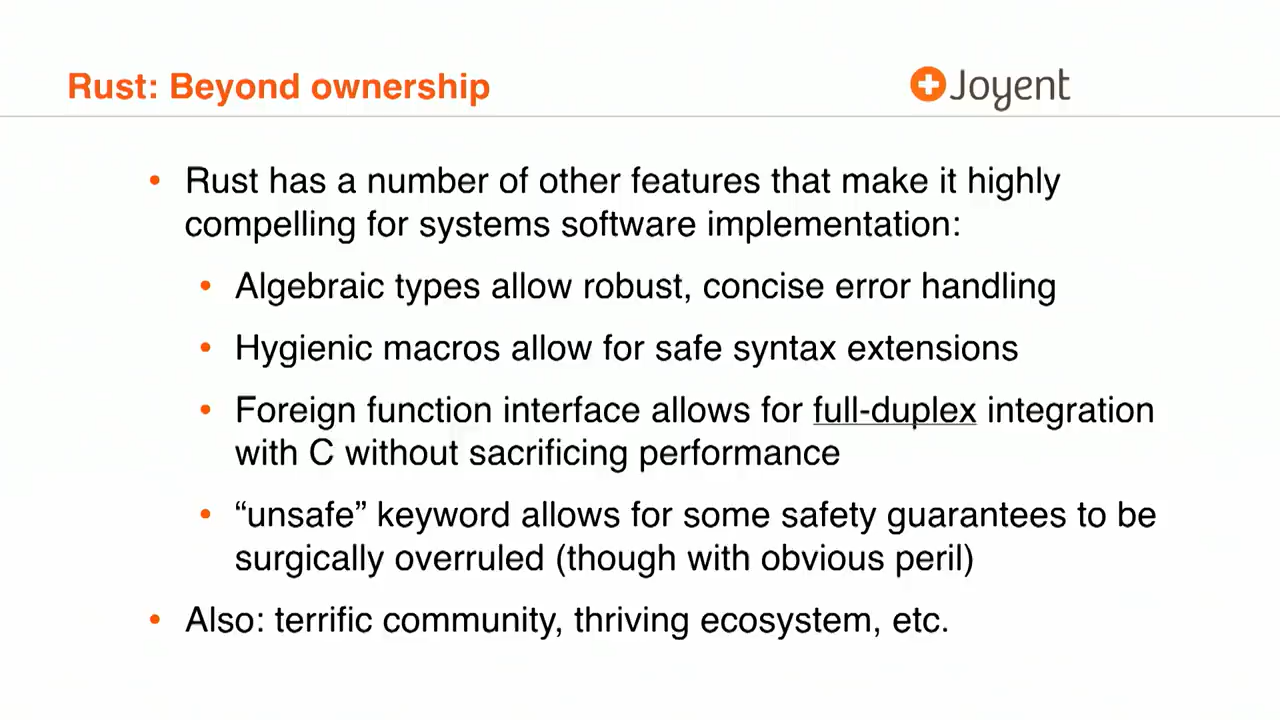 Rust: Beyond ownership
Joyent
• Rust has a number of other features that make it highly
compelling for systems software implementation:
• Algebraic types allow robust, concise error handling
• Hygienic macros allow for safe syntax extensions
• Foreign function interface allows for full-duplex integration
with C without sacrificing performance
• “unsafe” keyword allows for some safety guarantees to be
surgically overruled (though with obvious peril)
• Also: terrific community, thriving ecosystem, etc.